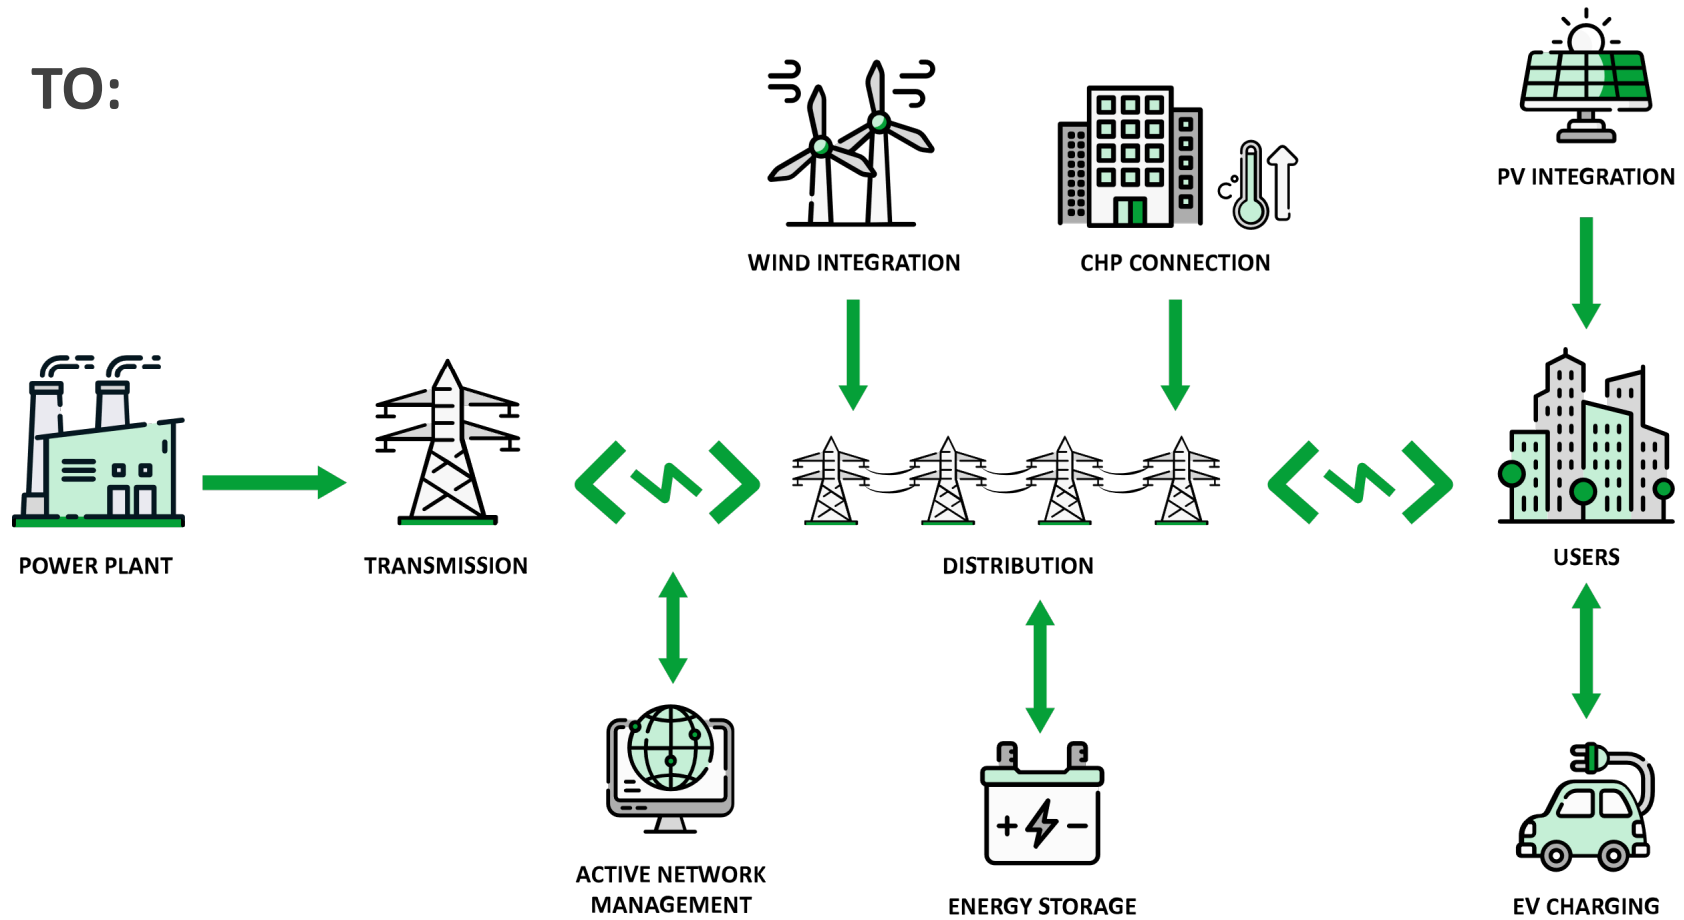 TO:
PV INTEGRATION
WIND INTEGRATION
CHP CONNECTION
POWER PLANT
TRANSMISSION
DISTRIBUTION
USERS
ACTIVE NETWORK
MANAGEMENT
ENERGY STORAGE
EV CHARGING